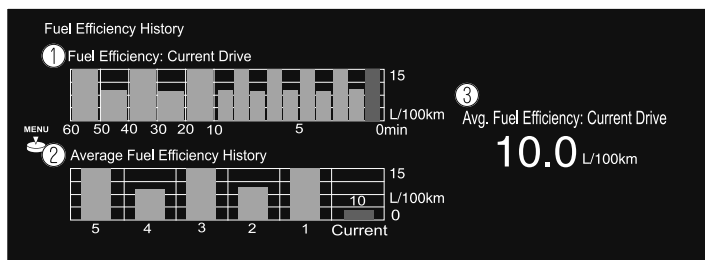 Fuel Efficiency History
1 Fuel Efficiency: Current Drive
15
L/100km
60 50 40 30 20 10 5 0min
MENU
2 Average Fuel Efficiency History
15
L/100km
10
0
5 4 3 2 1 Current
3
Avg. Fuel Efficiency: Current Drive
10.0 L/100km